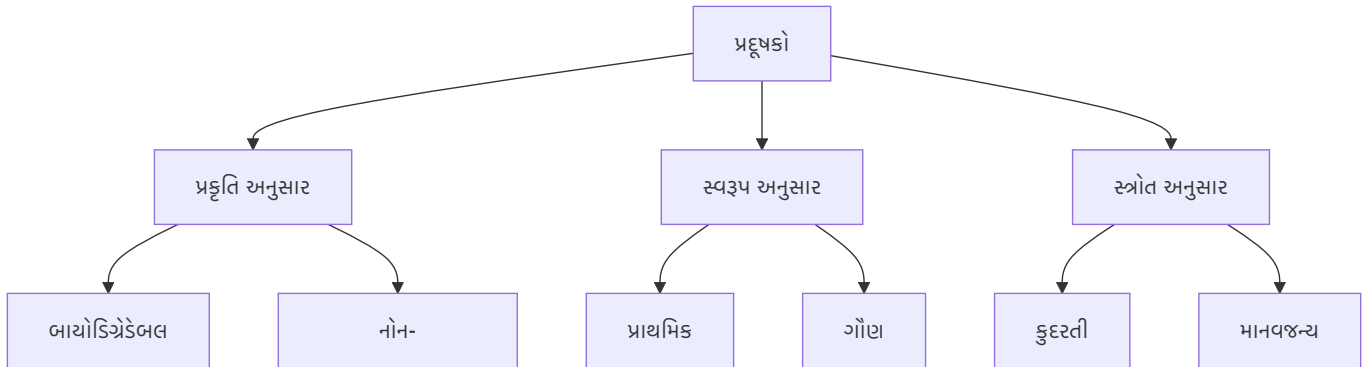 પ્રદૂષકો
પ્રકૃતિ અનુસાર
સ્વરૂપ અનુસાર
સ્ત્રોત અનુસાર
બાયોડિગ્રેડેબલ
નોન-
પ્રાથમિક
ગૌણ
કુદરતી
માનવજન્ય